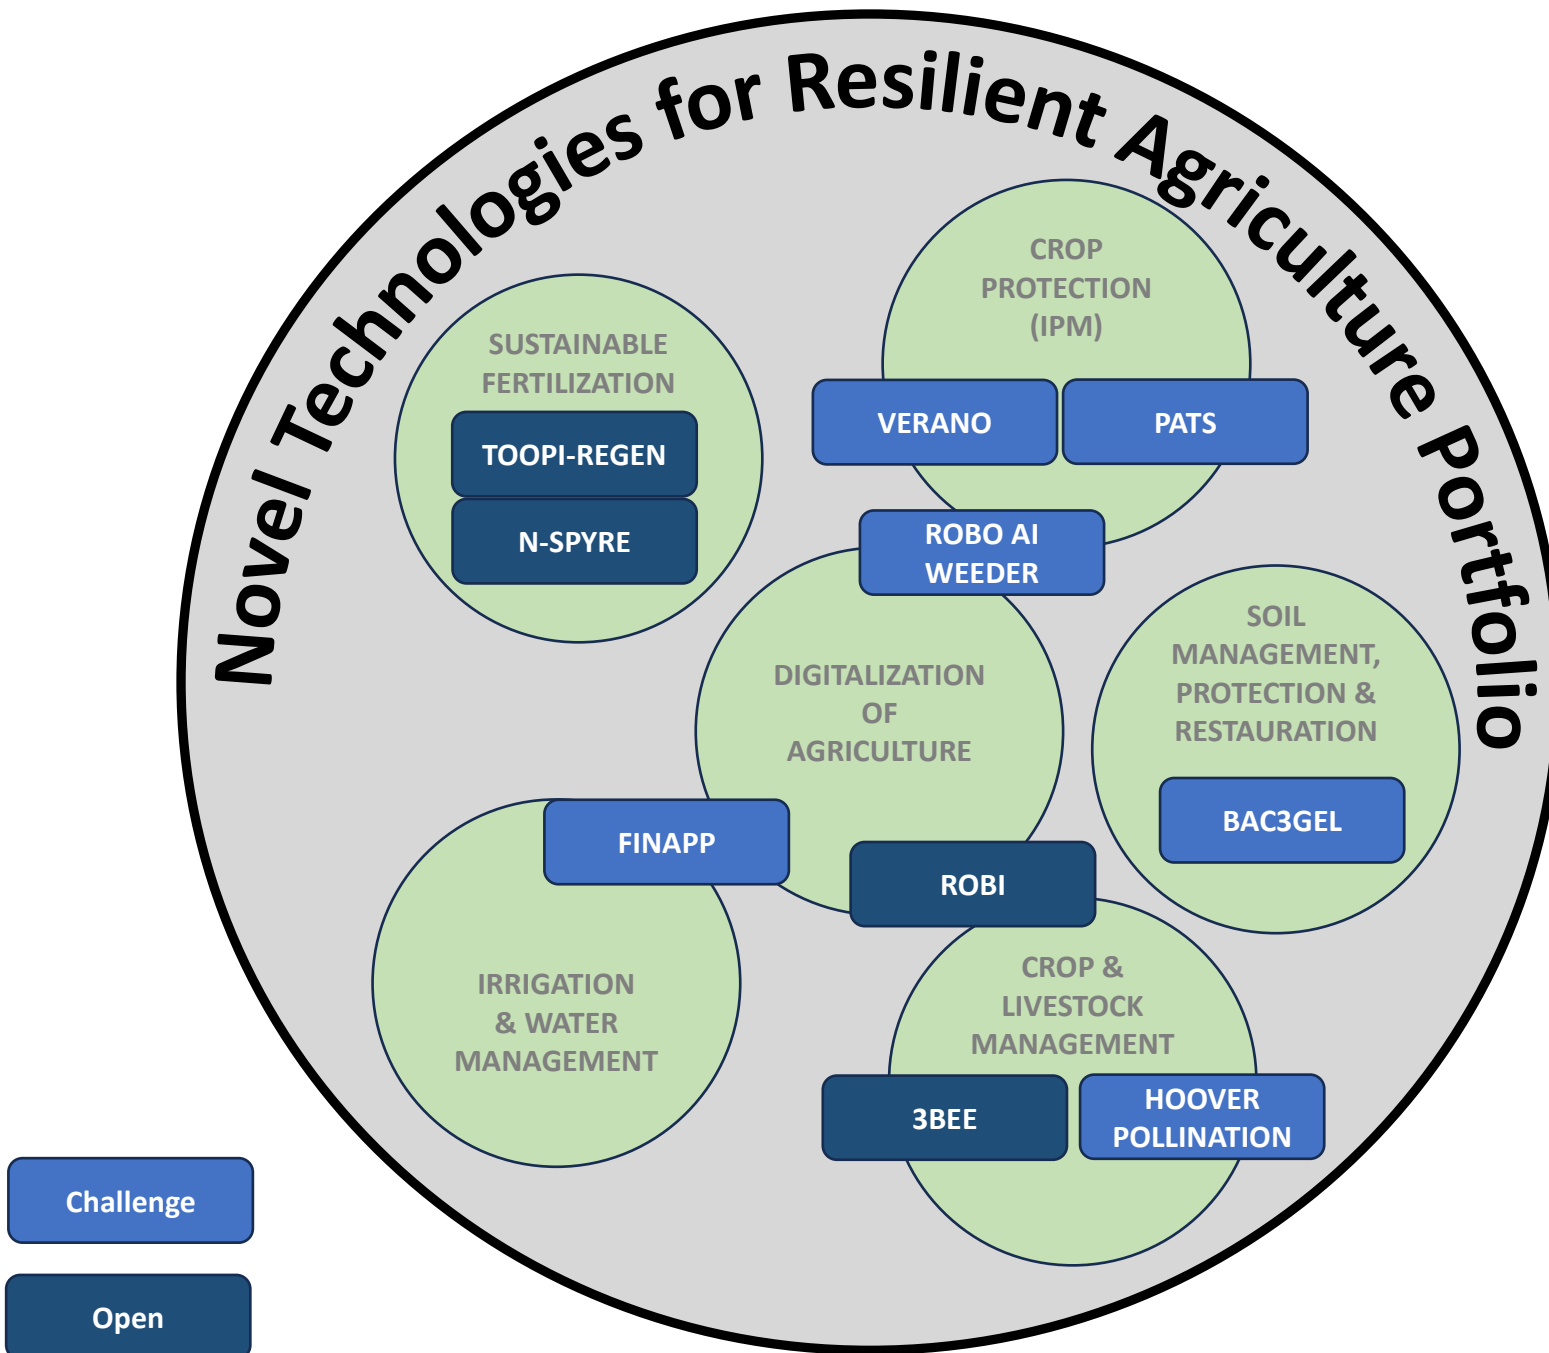 Novel Technologies for Resilient Agriculture Portfolio
CROP
PROTECTION
(IPM)
VERANO
PATS
SUSTAINABLE
FERTILIZATION
TOOPI-REGEN
N-SPYRE
ROBO AI
WEEDER
DIGITALIZATION
OF
AGRICULTURE
SOIL
MANAGEMENT,
PROTECTION &
RESTAURATION
BAC3GEL
FINAPP
ROBI
IRRIGATION
& WATER
MANAGEMENT
CROP &
LIVESTOCK
MANAGEMENT
3BEE
HOOVER
POLLINATION
Challenge
Open